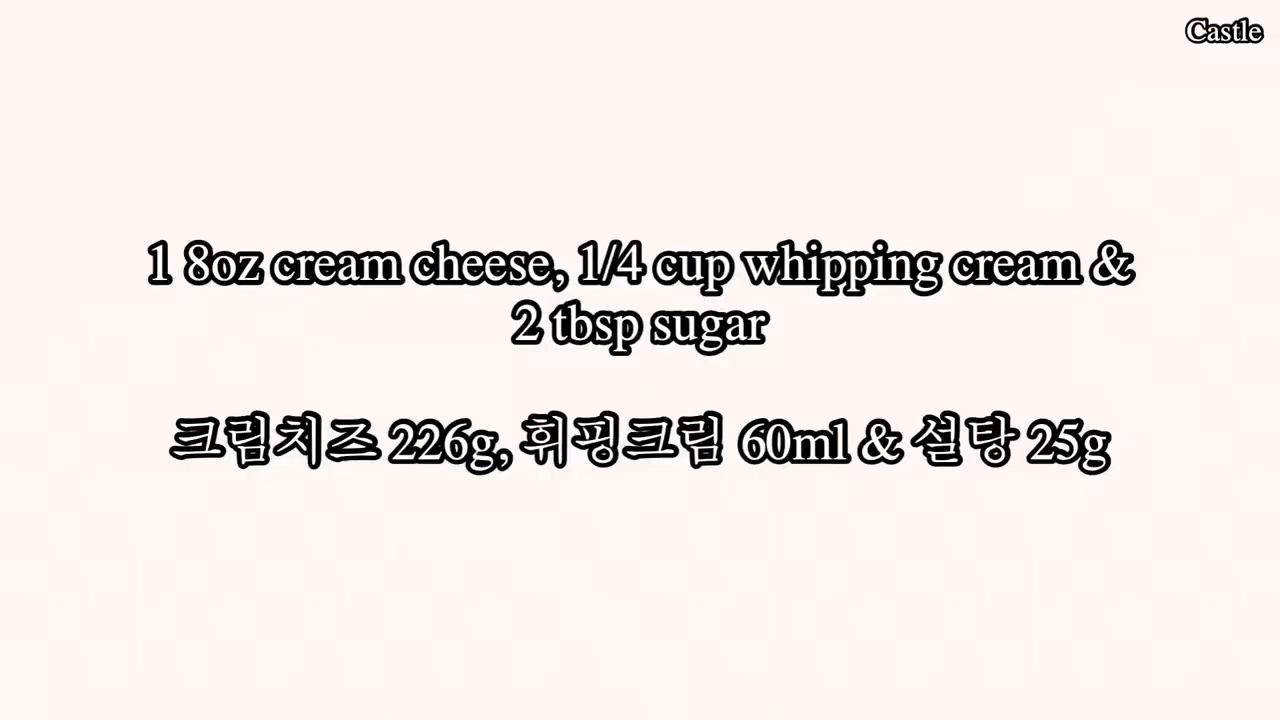 Castle
1 8oz cream cheese, 1/4 cup whipping cream &
2 tbsp sugar
크림치즈 226g, 휘핑크림 60ml & 설탕 25g